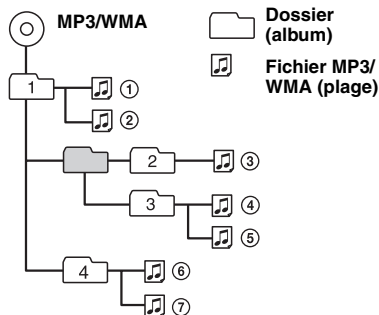 MP3/WMA
Dossier
(album)
Fichier MP3/
WMA (plage)
1
①
②
2
③
3
④
⑤
4
⑥
⑦